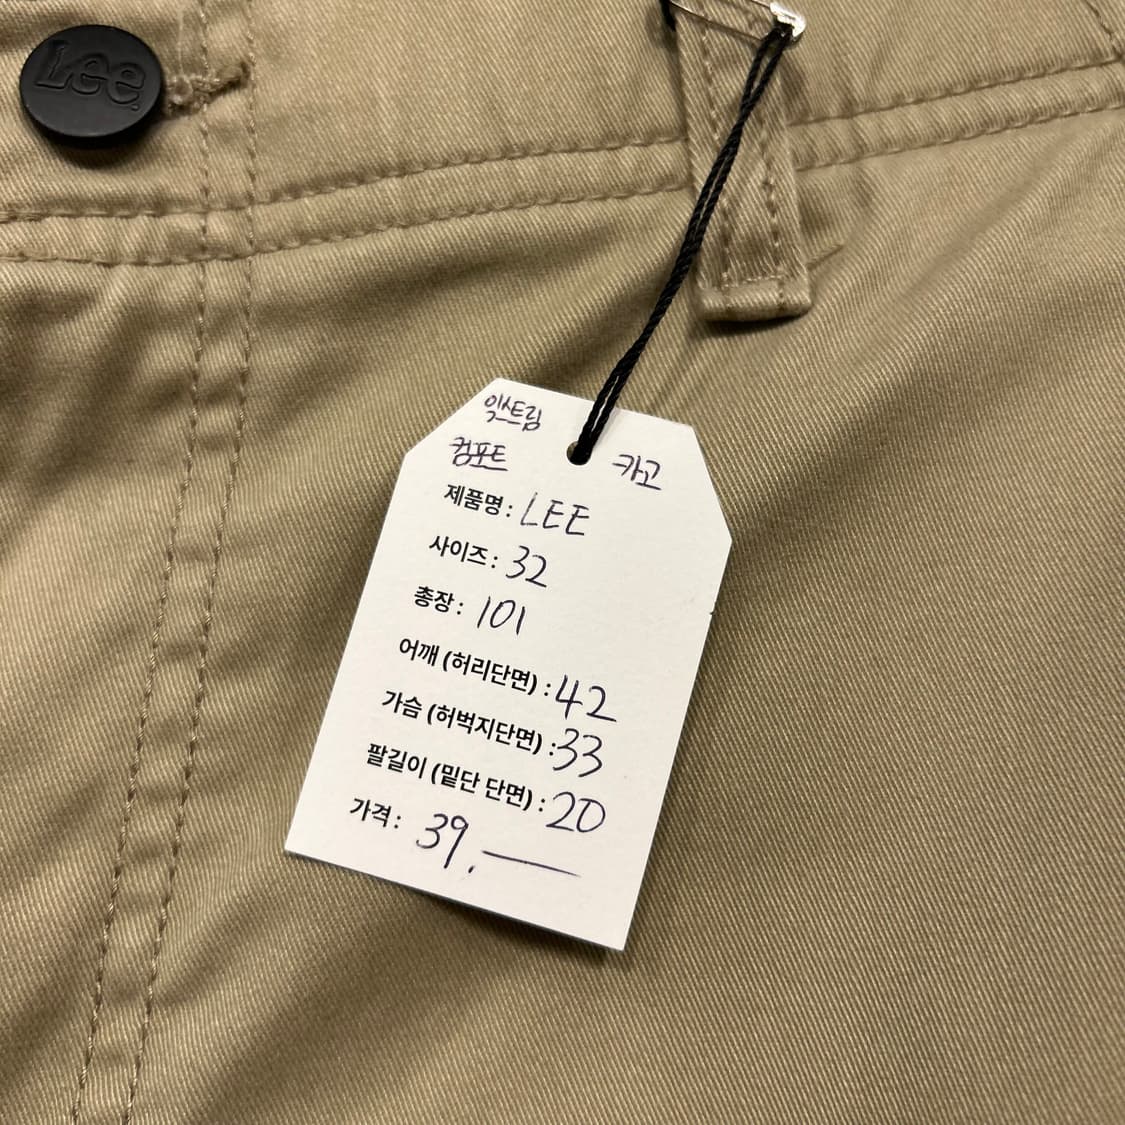 Lee
익스트림
컴포트 카고
제품명: LEE
사이즈: 32
총장: 101
어깨 (허리단면) : 42
가슴 (허벅지단면) : 33
팔길이 (밑단 단면) : 20
가격: 39.—